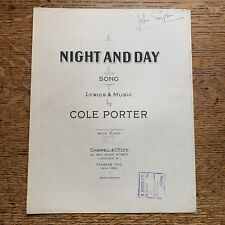 NIGHT AND DAY
SONG
LYRICS & MUSIC
by
COLE PORTER
CHAPPELL & CO. LTD.
50 NEW BOND STREET
LONDON. W.1
HARMS INC.
NEW YORK